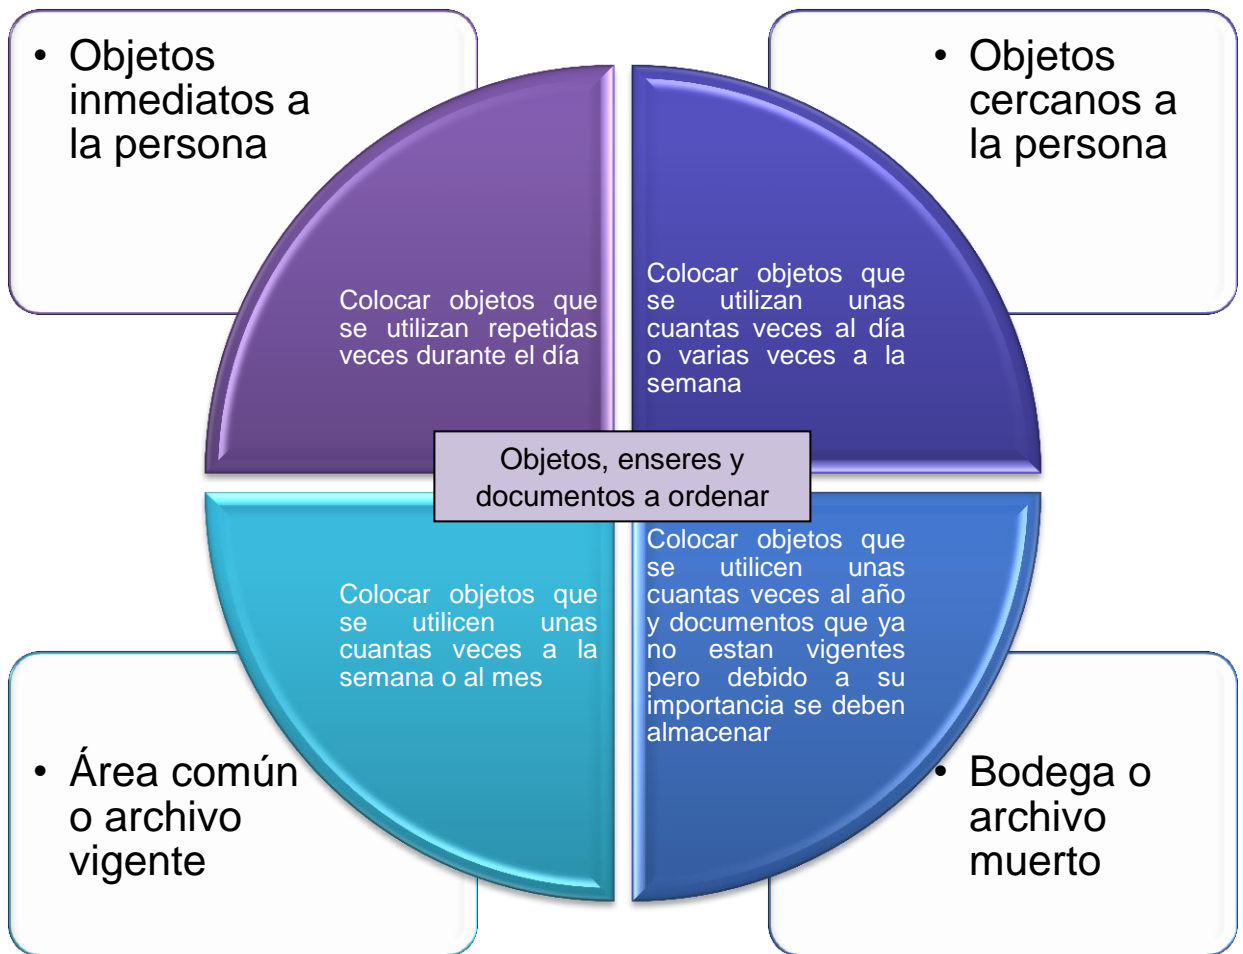 • Objetos
inmediatos a
la persona
• Objetos
cercanos a
la persona
Colocar objetos que
se utilizan repetidas
veces durante el día
Colocar objetos que
se utilizan unas
cuantas veces al día
o varias veces a la
semana
Objetos, enseres y
documentos a ordenar
Colocar objetos que
se utilicen unas
cuantas veces a la
semana o al mes
Colocar objetos que
se utilicen unas
cuantas veces al año
y documentos que ya
no estan vigentes
pero debido a su
importancia se deben
almacenar
• Área común
o archivo
vigente
• Bodega o
archivo
muerto